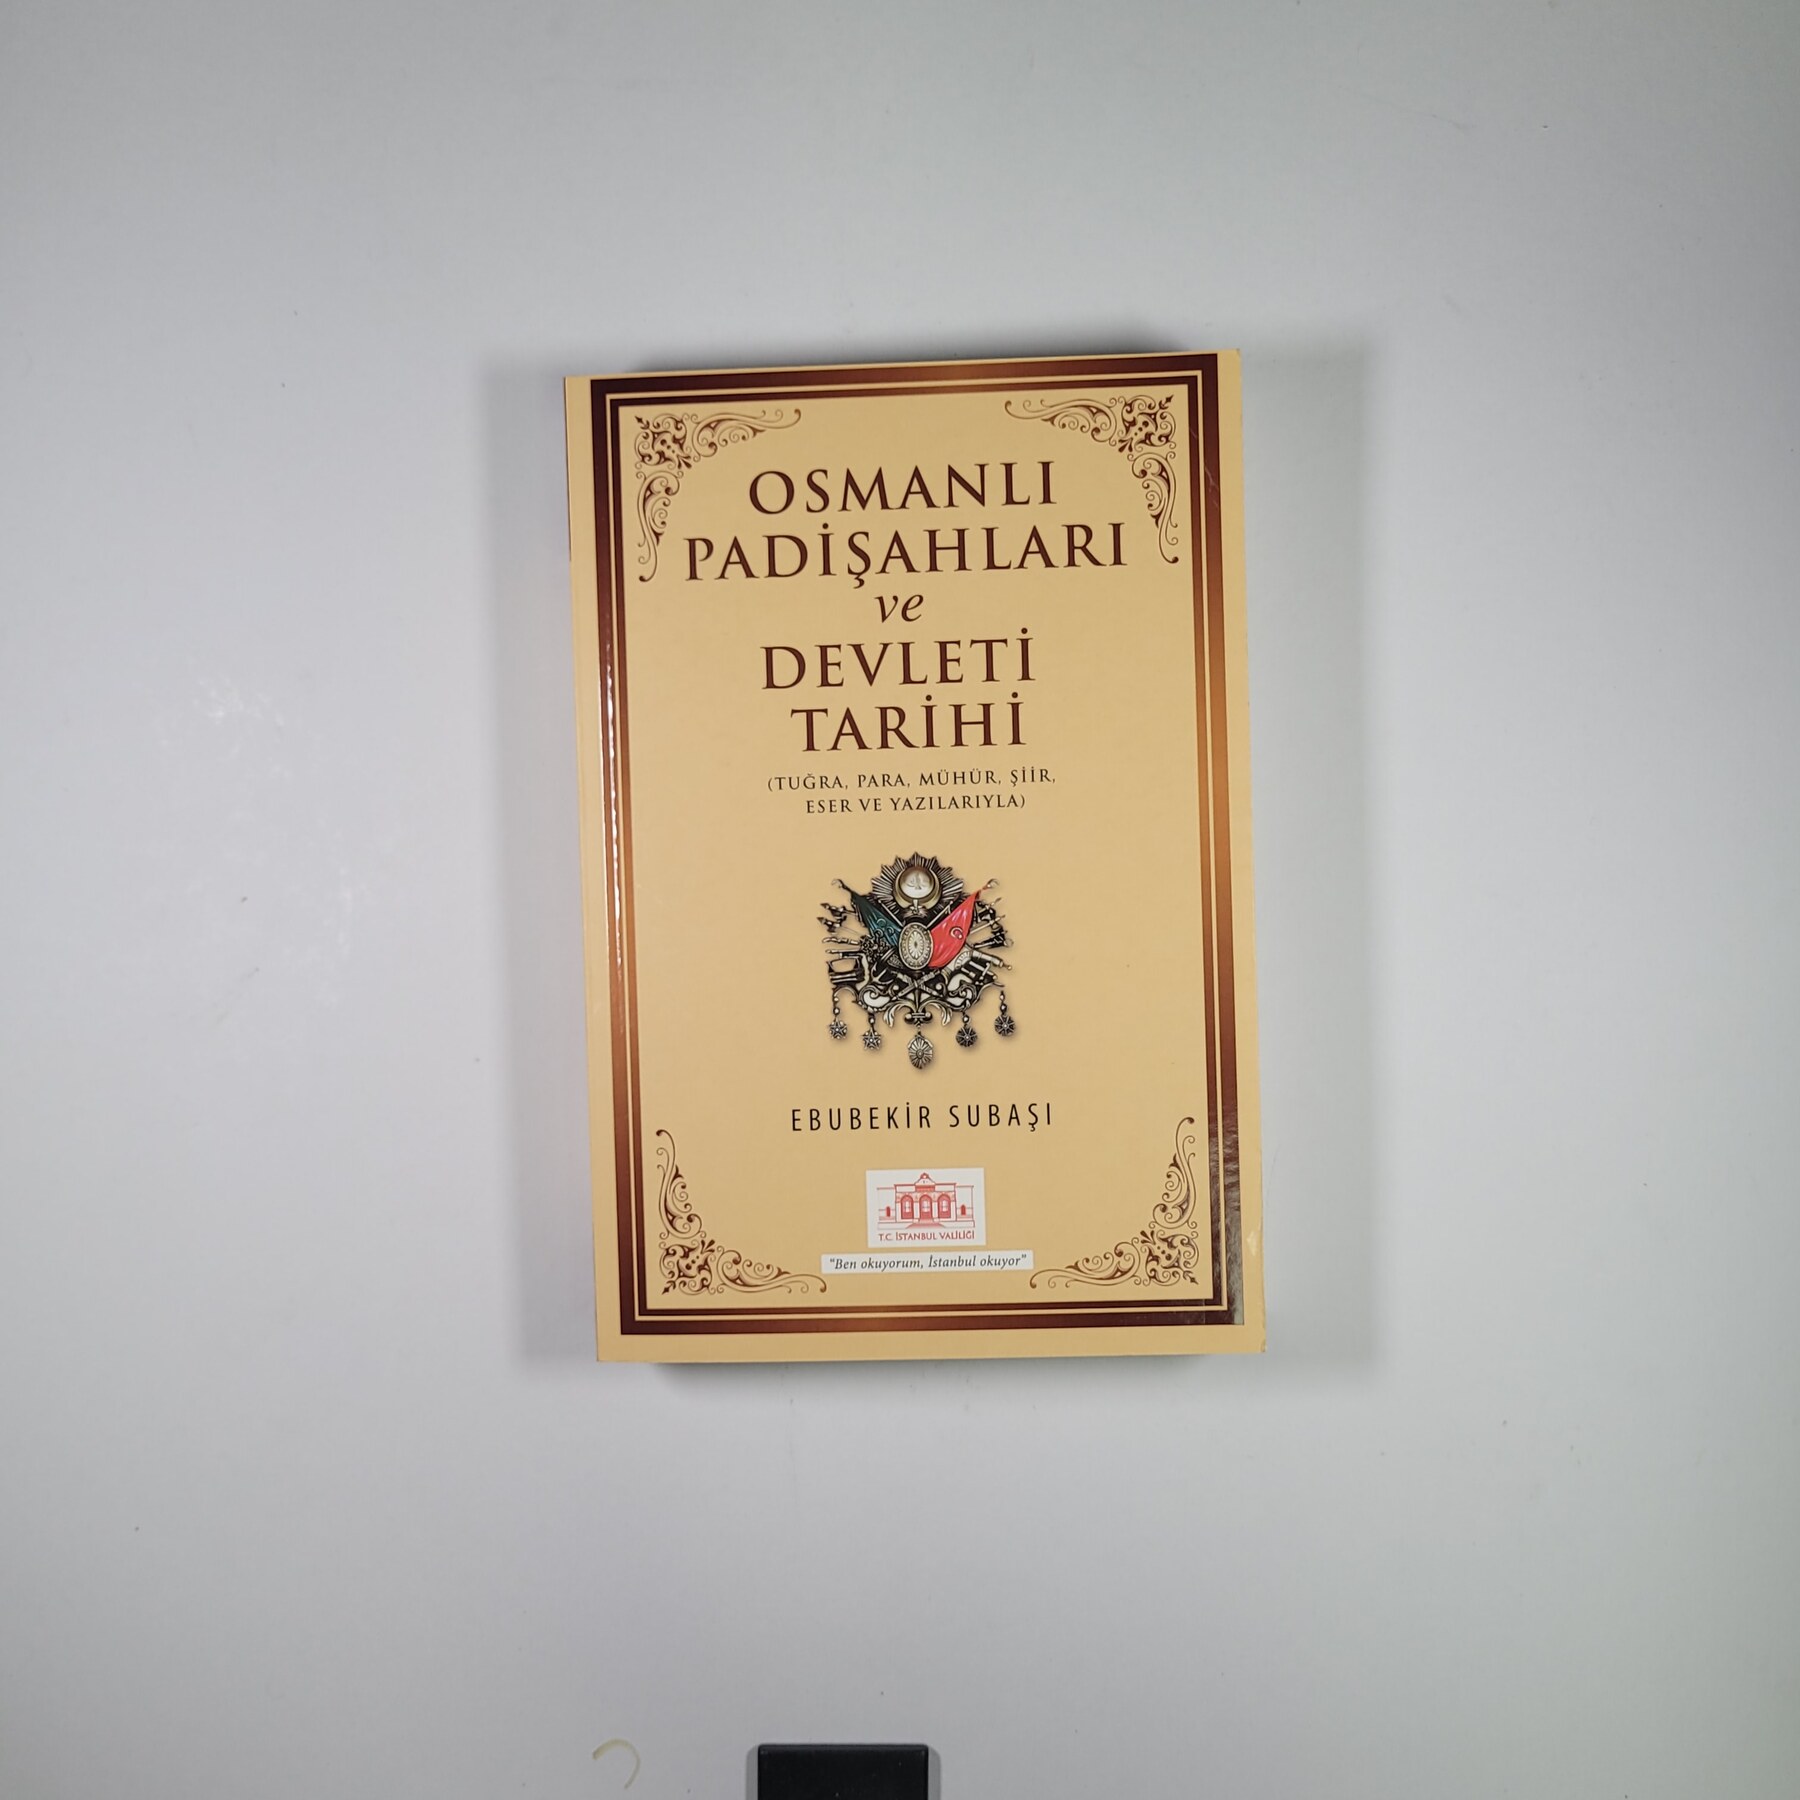 OSMANLI
PADİŞAHLARI
ve
DEVLETİ
TARİHİ
(TUĞRA, PARA, MÜHÜR, ŞİİR,
ESER VE YAZILARIYLA)
EBUBEKİR SUBAŞI
T.C. İSTANBUL VALİLİĞİ
"Ben okuyorum, İstanbul okuyor"